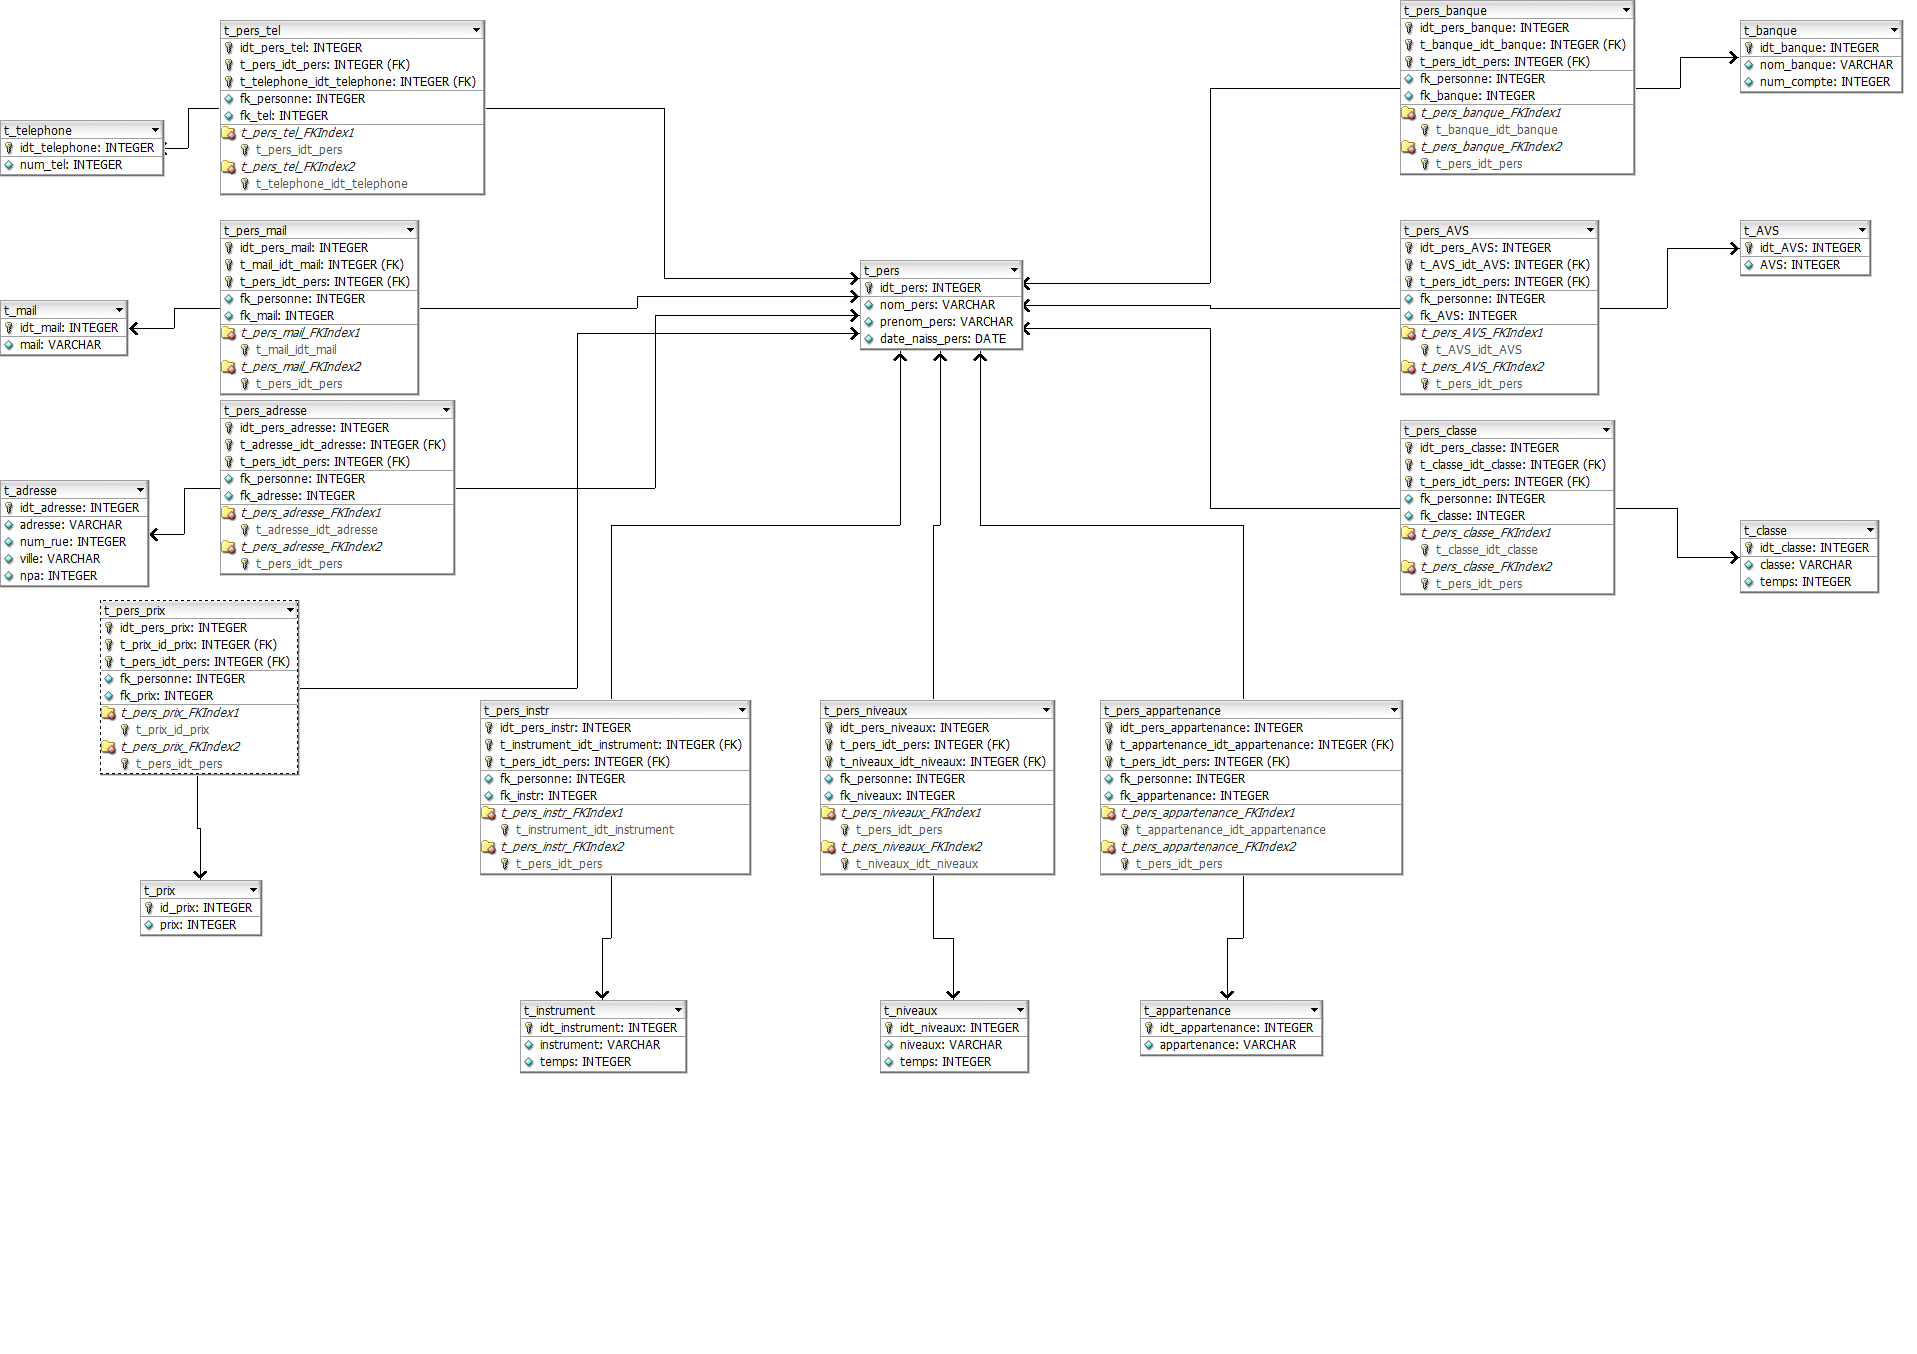 t_pers_tel
idt_pers_tel: INTEGER
t_pers_idt_pers: INTEGER (FK)
t_telephone_idt_telephone: INTEGER (FK)
fk_personne: INTEGER
fk_tel: INTEGER
t_pers_tel_FKIndex1
t_pers_idt_pers
t_pers_tel_FKIndex2
t_telephone_idt_telephone
t_telephone
idt_telephone: INTEGER
num_tel: INTEGER
t_pers_mail
idt_pers_mail: INTEGER
t_mail_idt_mail: INTEGER (FK)
t_pers_idt_pers: INTEGER (FK)
fk_personne: INTEGER
fk_mail: INTEGER
t_pers_mail_FKIndex1
t_mail_idt_mail
t_pers_mail_FKIndex2
t_pers_idt_pers
t_mail
idt_mail: INTEGER
mail: VARCHAR
t_pers_adresse
idt_pers_adresse: INTEGER
t_adresse_idt_adresse: INTEGER (FK)
t_pers_idt_pers: INTEGER (FK)
fk_personne: INTEGER
fk_adresse: INTEGER
t_pers_adresse_FKIndex1
t_adresse_idt_adresse
t_pers_adresse_FKIndex2
t_pers_idt_pers
t_adresse
idt_adresse: INTEGER
adresse: VARCHAR
num_rue: INTEGER
ville: VARCHAR
npa: INTEGER
t_pers_prix
idt_pers_prix: INTEGER
t_prix_id_prix: INTEGER (FK)
t_pers_idt_pers: INTEGER (FK)
fk_personne: INTEGER
fk_prix: INTEGER
t_pers_prix_FKIndex1
t_prix_id_prix
t_pers_prix_FKIndex2
t_pers_idt_pers
t_prix
id_prix: INTEGER
prix: INTEGER
t_pers
idt_pers: INTEGER
nom_pers: VARCHAR
prenom_pers: VARCHAR
date_naiss_pers: DATE
t_pers_instr
idt_pers_instr: INTEGER
t_instrument_idt_instrument: INTEGER (FK)
t_pers_idt_pers: INTEGER (FK)
fk_personne: INTEGER
fk_instr: INTEGER
t_pers_instr_FKIndex1
t_instrument_idt_instrument
t_pers_instr_FKIndex2
t_pers_idt_pers
t_instrument
idt_instrument: INTEGER
instrument: VARCHAR
temps: INTEGER
t_pers_niveaux
idt_pers_niveaux: INTEGER
t_pers_idt_pers: INTEGER (FK)
t_niveaux_idt_niveaux: INTEGER (FK)
fk_personne: INTEGER
fk_niveaux: INTEGER
t_pers_niveaux_FKIndex1
t_pers_idt_pers
t_pers_niveaux_FKIndex2
t_niveaux_idt_niveaux
t_niveaux
idt_niveaux: INTEGER
niveaux: VARCHAR
temps: INTEGER
t_pers_appartenance
idt_pers_appartenance: INTEGER
t_appartenance_idt_appartenance: INTEGER (FK)
t_pers_idt_pers: INTEGER (FK)
fk_personne: INTEGER
fk_appartenance: INTEGER
t_pers_appartenance_FKIndex1
t_appartenance_idt_appartenance
t_pers_appartenance_FKIndex2
t_pers_idt_pers
t_appartenance
idt_appartenance: INTEGER
appartenance: VARCHAR
t_pers_banque
idt_pers_banque: INTEGER
t_banque_idt_banque: INTEGER (FK)
t_pers_idt_pers: INTEGER (FK)
fk_personne: INTEGER
fk_banque: INTEGER
t_pers_banque_FKIndex1
t_banque_idt_banque
t_pers_banque_FKIndex2
t_pers_idt_pers
t_banque
idt_banque: INTEGER
nom_banque: VARCHAR
num_compte: INTEGER
t_pers_AVS
idt_pers_AVS: INTEGER
t_AVS_idt_AVS: INTEGER (FK)
t_pers_idt_pers: INTEGER (FK)
fk_personne: INTEGER
fk_AVS: INTEGER
t_pers_AVS_FKIndex1
t_AVS_idt_AVS
t_pers_AVS_FKIndex2
t_pers_idt_pers
t_AVS
idt_AVS: INTEGER
AVS: INTEGER
t_pers_classe
idt_pers_classe: INTEGER
t_classe_idt_classe: INTEGER (FK)
t_pers_idt_pers: INTEGER (FK)
fk_personne: INTEGER
fk_classe: INTEGER
t_pers_classe_FKIndex1
t_classe_idt_classe
t_pers_classe_FKIndex2
t_pers_idt_pers
t_classe
idt_classe: INTEGER
classe: VARCHAR
temps: INTEGER